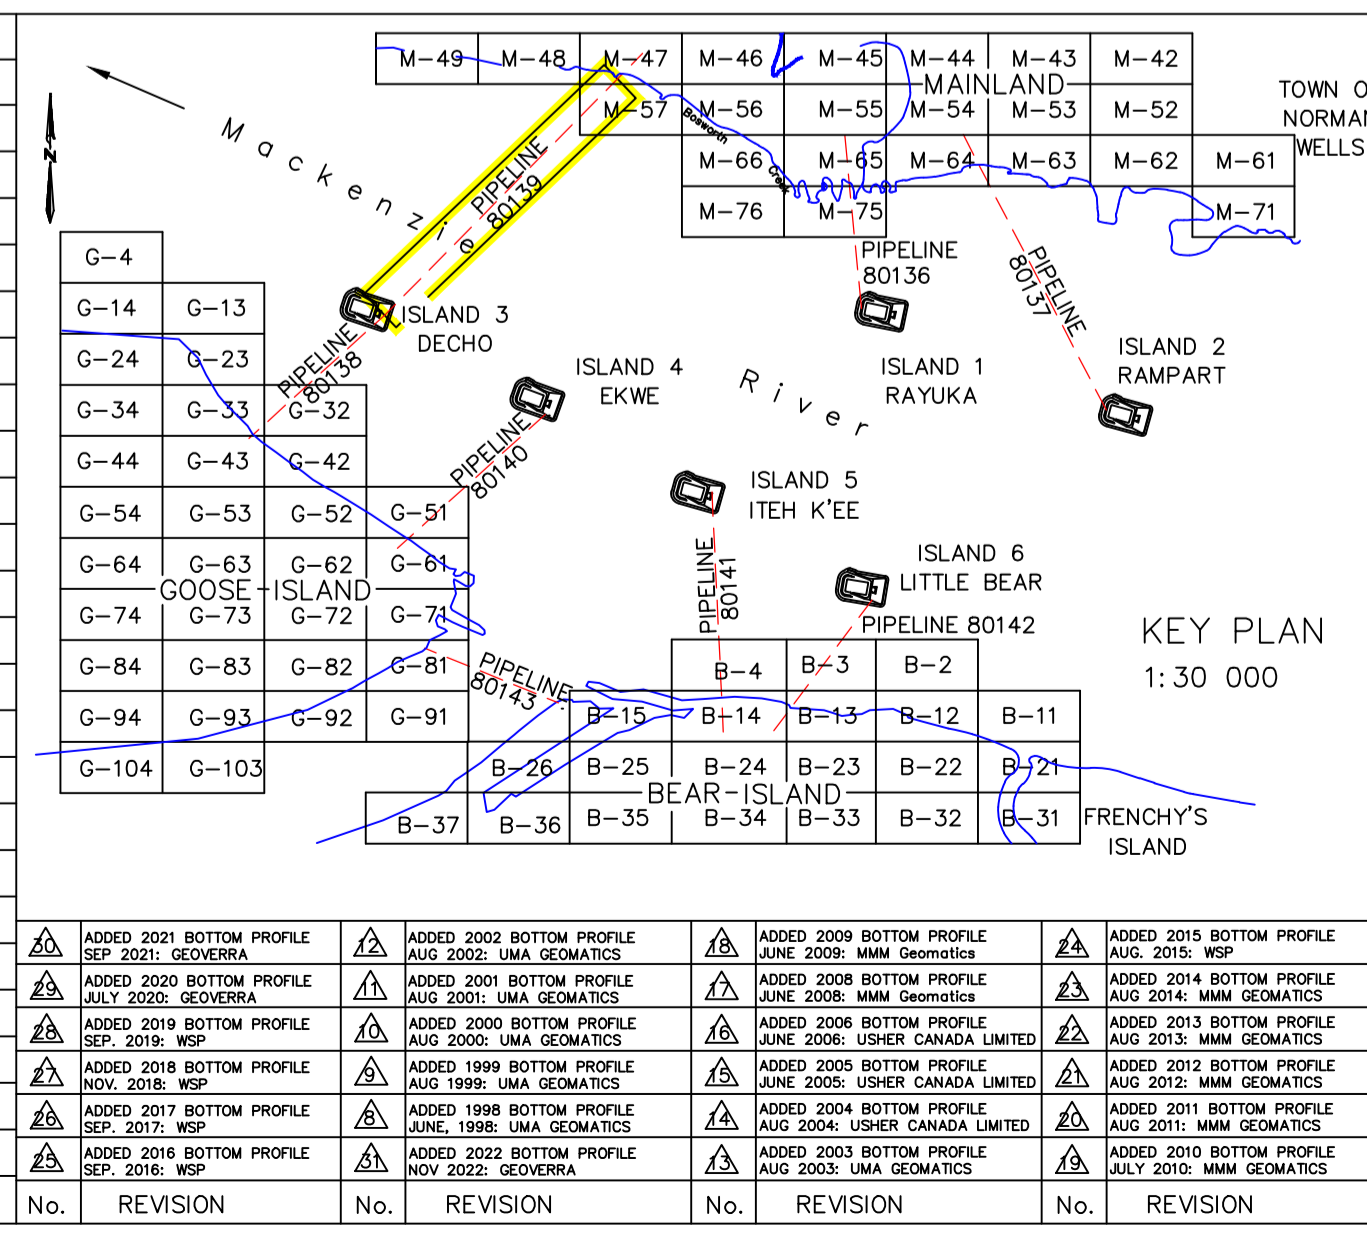 M-49 M-48 M-47 M-46 M-45 M-44 M-43 M-42
MAINLAND
M-57 M-56 M-55 M-54 M-53 M-52
M-66 M-65 M-64 M-63 M-62 M-61
M-76 M-75 M-71
TOWN O
NORMAN
WELLS
N
Mackenzie
River
Bosworth
Creek
PIPELINE
80139
PIPELINE
80136
PIPELINE
80137
PIPELINE
80138
PIPELINE
80140
PIPELINE
80141
PIPELINE 80142
PIPELINE
80143
ISLAND 3
DECHO
ISLAND 4
EKWE
ISLAND 1
RAYUKA
ISLAND 2
RAMPART
ISLAND 5
ITEH K'EE
ISLAND 6
LITTLE BEAR
G-4
G-14 G-13
G-24 G-23
G-34 G-33 G-32
G-44 G-43 G-42
G-54 G-53 G-52 G-51
G-64 G-63 G-62 G-61
GOOSE-ISLAND
G-74 G-73 G-72 G-71
G-84 G-83 G-82 G-81
G-94 G-93 G-92 G-91
G-104 G-103
B-4 B-3 B-2
B-15 B-14 B-13 B-12 B-11
B-26 B-25 B-24 B-23 B-22 B-21
BEAR-ISLAND
B-37 B-36 B-35 B-34 B-33 B-32 B-31
FRENCHY'S
ISLAND
KEY PLAN
1:30 000
30 ADDED 2021 BOTTOM PROFILE
SEP 2021: GEOVERRA
12 ADDED 2002 BOTTOM PROFILE
AUG 2002: UMA GEOMATICS
18 ADDED 2009 BOTTOM PROFILE
JUNE 2009: MMM Geomatics
24 ADDED 2015 BOTTOM PROFILE
AUG. 2015: WSP
29 ADDED 2020 BOTTOM PROFILE
JULY 2020: GEOVERRA
11 ADDED 2001 BOTTOM PROFILE
AUG 2001: UMA GEOMATICS
17 ADDED 2008 BOTTOM PROFILE
JUNE 2008: MMM Geomatics
23 ADDED 2014 BOTTOM PROFILE
AUG 2014: MMM GEOMATICS
28 ADDED 2019 BOTTOM PROFILE
SEP. 2019: WSP
10 ADDED 2000 BOTTOM PROFILE
AUG 2000: UMA GEOMATICS
16 ADDED 2006 BOTTOM PROFILE
JUNE 2006: USHER CANADA LIMITED
22 ADDED 2013 BOTTOM PROFILE
AUG 2013: MMM GEOMATICS
27 ADDED 2018 BOTTOM PROFILE
NOV. 2018: WSP
9 ADDED 1999 BOTTOM PROFILE
AUG 1999: UMA GEOMATICS
15 ADDED 2005 BOTTOM PROFILE
JUNE 2005: USHER CANADA LIMITED
21 ADDED 2012 BOTTOM PROFILE
AUG 2012: MMM GEOMATICS
26 ADDED 2017 BOTTOM PROFILE
SEP. 2017: WSP
8 ADDED 1998 BOTTOM PROFILE
JUNE, 1998: UMA GEOMATICS
14 ADDED 2004 BOTTOM PROFILE
AUG 2004: USHER CANADA LIMITED
20 ADDED 2011 BOTTOM PROFILE
AUG 2011: MMM GEOMATICS
25 ADDED 2016 BOTTOM PROFILE
SEP. 2016: WSP
31 ADDED 2022 BOTTOM PROFILE
NOV 2022: GEOVERRA
13 ADDED 2003 BOTTOM PROFILE
AUG 2003: UMA GEOMATICS
19 ADDED 2010 BOTTOM PROFILE
JULY 2010: MMM GEOMATICS
No. REVISION No. REVISION No. REVISION No. REVISION